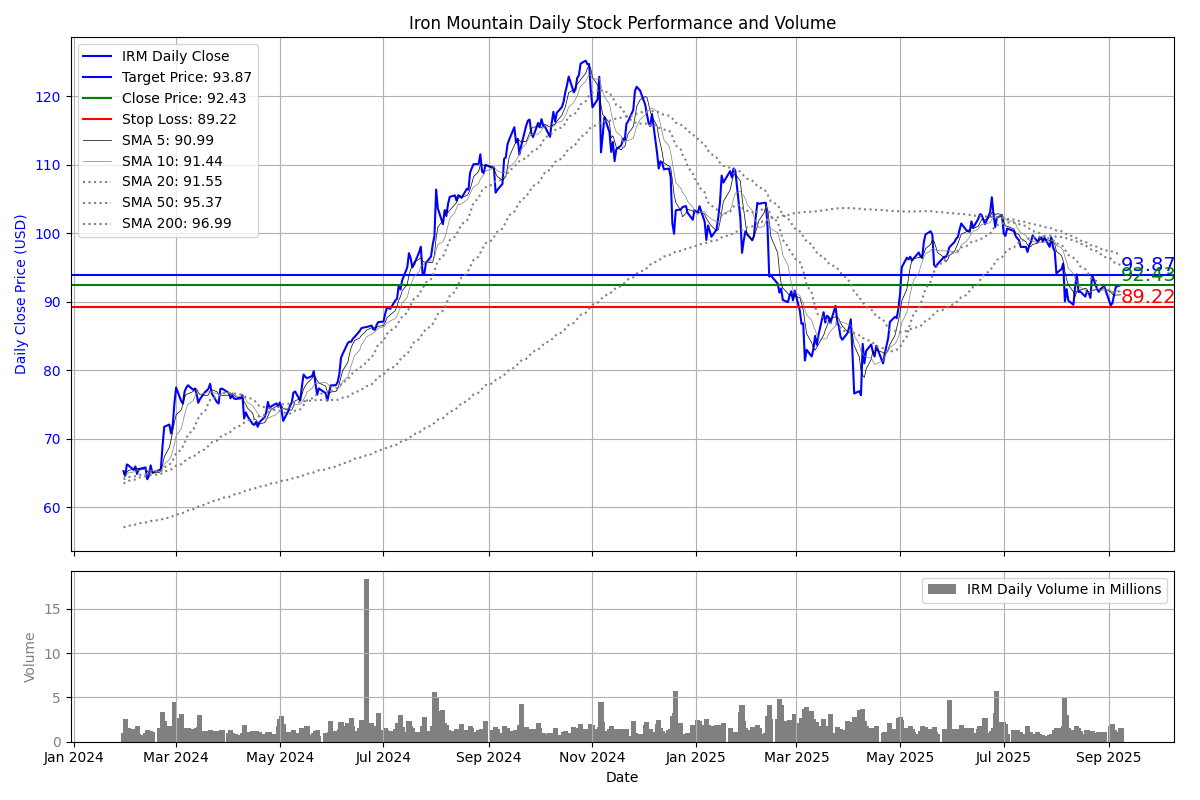 Iron Mountain Daily Stock Performance and Volume
IRM Daily Close
Target Price: 93.87
Close Price: 92.43
Stop Loss: 89.22
SMA 5: 90.99
SMA 10: 91.44
SMA 20: 91.55
SMA 50: 95.37
SMA 200: 96.99
Daily Close Price (USD)
120
110
100
90
80
70
60
93.87
92.43
89.22
IRM Daily Volume in Millions
Volume
15
10
5
0
Jan 2024 Mar 2024 May 2024 Jul 2024 Sep 2024 Nov 2024 Jan 2025 Mar 2025 May 2025 Jul 2025 Sep 2025
Date